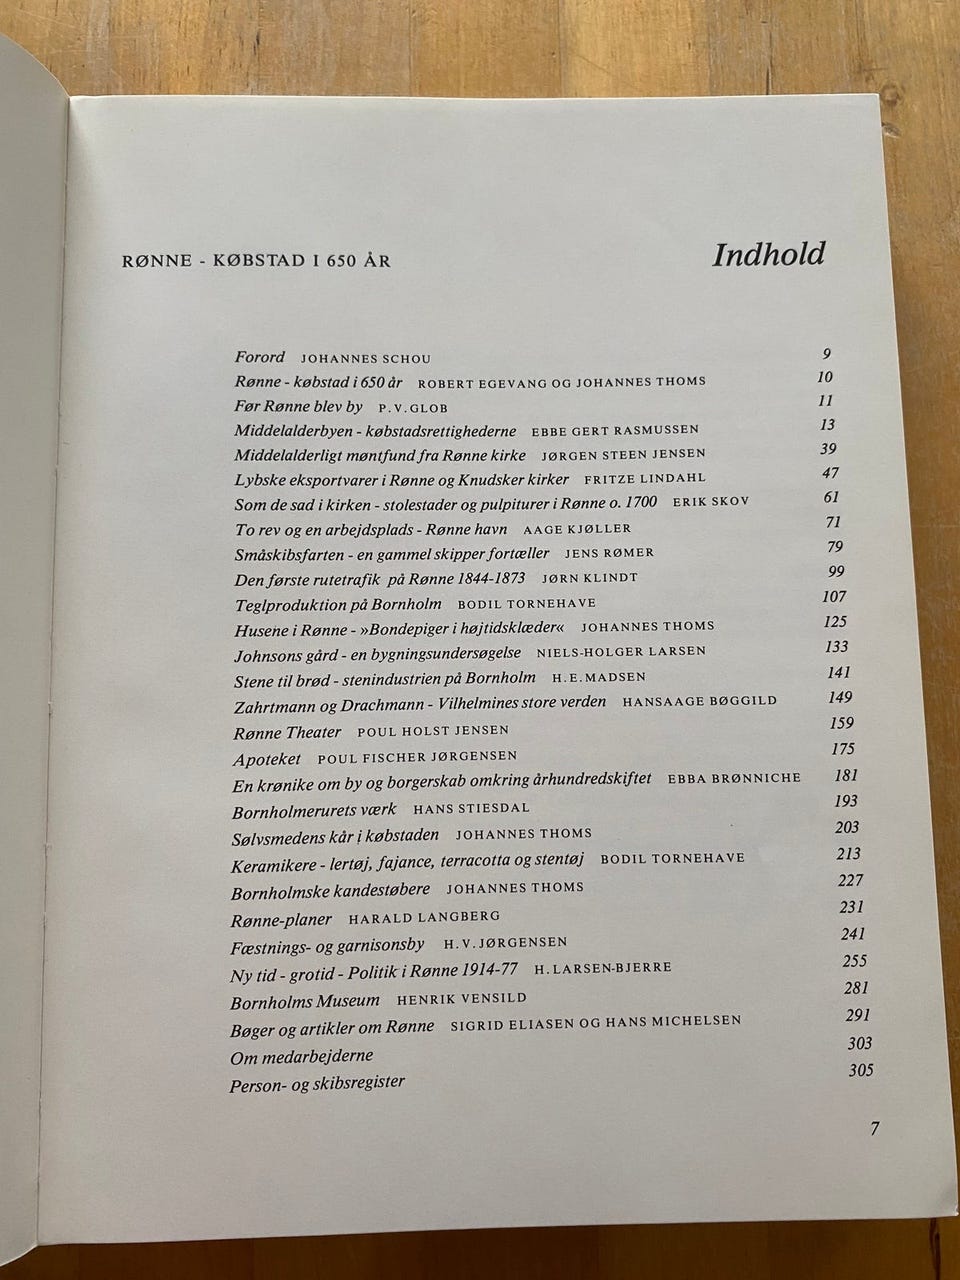 RØNNE - KØBSTAD I 650 ÅR Indhold
Forord JOHANNES SCHOU 9
Rønne - købstad i 650 år ROBERT EGEVANG OG JOHANNES THOMS 10
Før Rønne blev by P.V.GLOB 11
Middelalderbyen - købstadsrettighederne EBBE GERT RASMUSSEN 13
Middelalderligt møntfund fra Rønne kirke JØRGEN STEEN JENSEN 39
Lybske eksportvarer i Rønne og Knudsker kirker FRITZE LINDAHL 47
Som de sad i kirken - stolestader og pulpiturer i Rønne o. 1700 ERIK SKOV 61
To rev og en arbejdsplads - Rønne havn AAGE KJØLLER 71
Småskibsfarten - en gammel skipper fortæller JENS RØMER 79
Den første rutetrafik på Rønne 1844-1873 JØRN KLINDT 99
Teglproduktion på Bornholm BODIL TORNEHAVE 107
Husene i Rønne - »Bondepiger i højtidsklæder« JOHANNES THOMS 125
Johnsons gård - en bygningsundersøgelse NIELS-HOLGER LARSEN 133
Stene til brød - stenindustrien på Bornholm H.E.MADSEN 141
Zahrtmann og Drachmann - Vilhelmines store verden HANSAAGE BØGGILD 149
Rønne Theater POUL HOLST JENSEN 159
Apoteket POUL FISCHER JØRGENSEN 175
En krønike om by og borgerskab omkring århundredskiftet EBBA BRØNNICHE 181
Bornholmerurets værk HANS STIESDAL 193
Sølvsmedens kår i købstaden JOHANNES THOMS 203
Keramikere - lertøj, fajance, terracotta og stentøj BODIL TORNEHAVE 213
Bornholmske kandestøbere JOHANNES THOMS 227
Rønne-planer HARALD LANGBERG 231
Fæstnings- og garnisonsby H.V.JØRGENSEN 241
Ny tid - grotid - Politik i Rønne 1914-77 H.LARSEN-BJERRE 255
Bornholms Museum HENRIK VENSILD 281
Bøger og artikler om Rønne SIGRID ELIASEN OG HANS MICHELSEN 291
Om medarbejderne 303
Person- og skibsregister 305
7